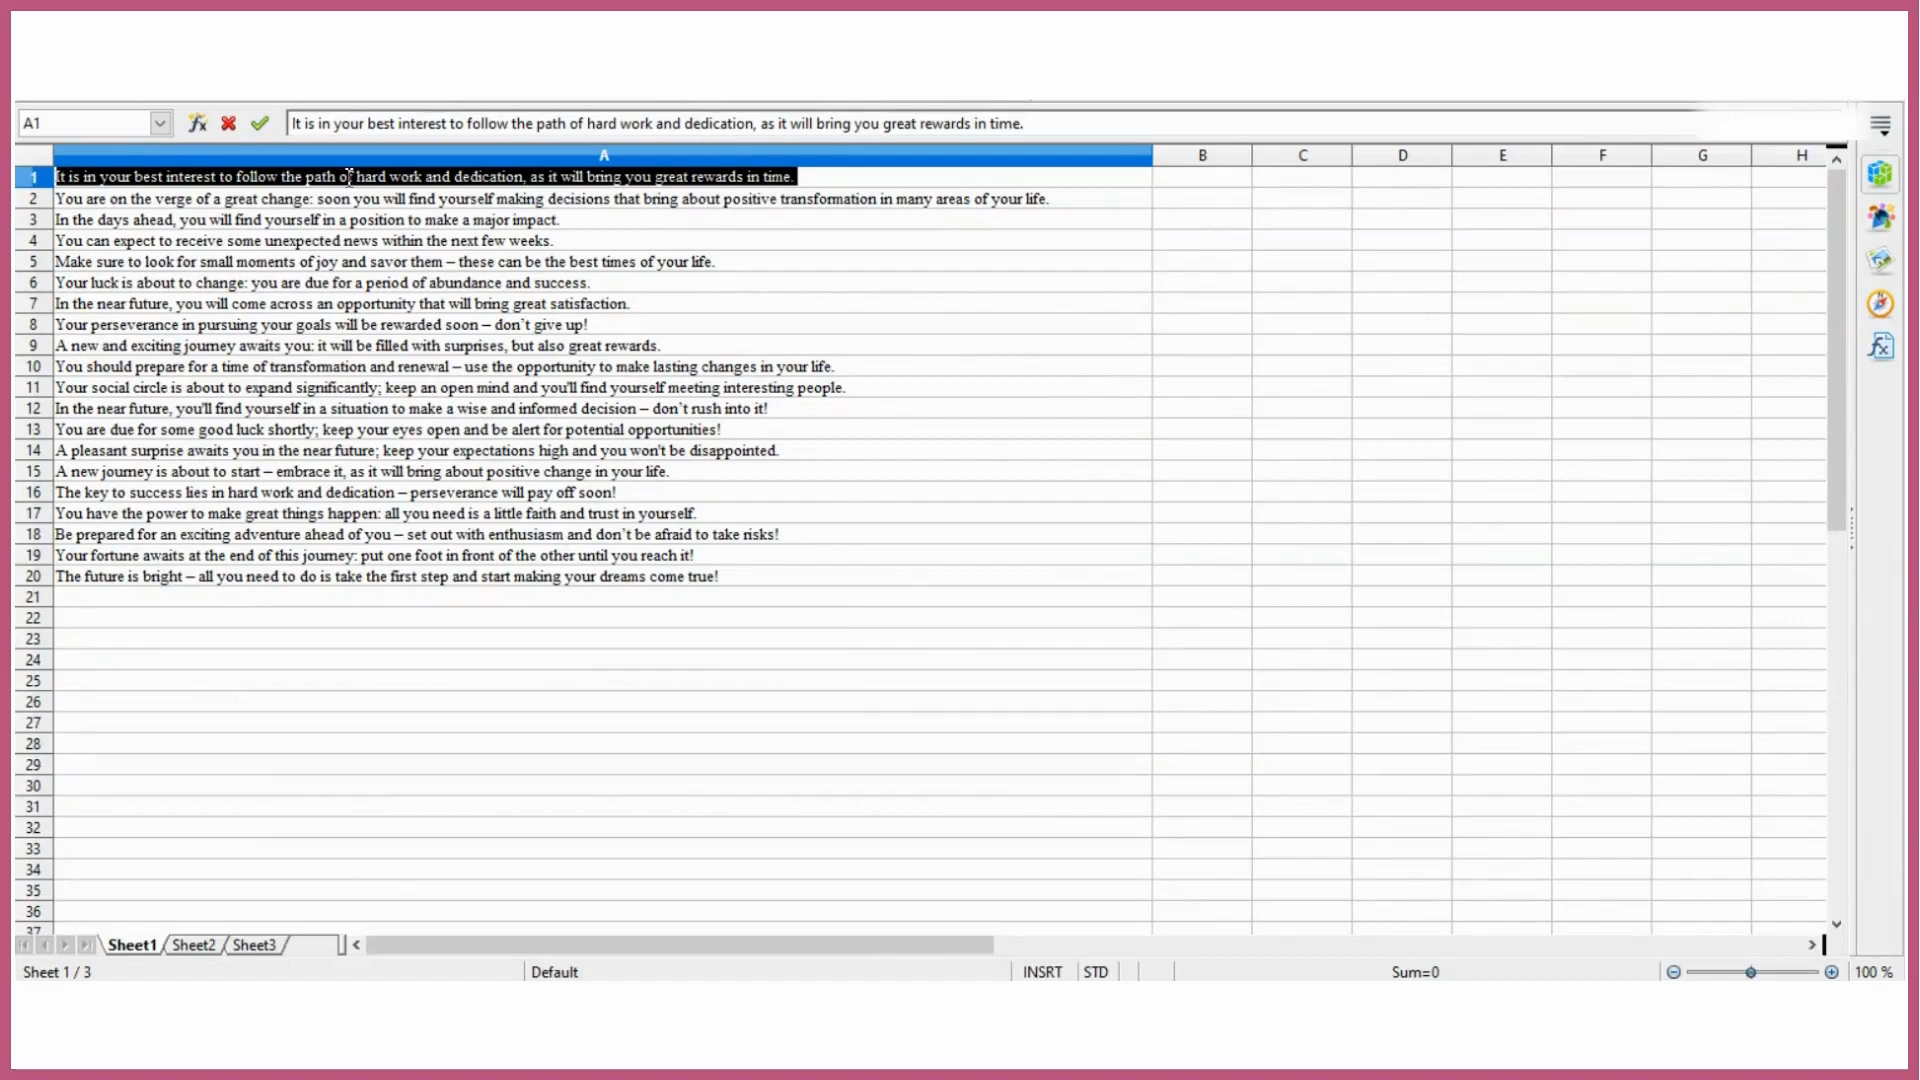 A1 It is in your best interest to follow the path of hard work and dedication, as it will bring you great rewards in time.
A B C D E F G H
1 It is in your best interest to follow the path of hard work and dedication, as it will bring you great rewards in time.
2 You are on the verge of a great change: soon you will find yourself making decisions that bring about positive transformation in many areas of your life.
3 In the days ahead, you will find yourself in a position to make a major impact.
4 You can expect to receive some unexpected news within the next few weeks.
5 Make sure to look for small moments of joy and savor them – these can be the best times of your life.
6 Your luck is about to change: you are due for a period of abundance and success.
7 In the near future, you will come across an opportunity that will bring great satisfaction.
8 Your perseverance in pursuing your goals will be rewarded soon – don't give up!
9 A new and exciting journey awaits you: it will be filled with surprises, but also great rewards.
10 You should prepare for a time of transformation and renewal – use the opportunity to make lasting changes in your life.
11 Your social circle is about to expand significantly; keep an open mind and you'll find yourself meeting interesting people.
12 In the near future, you'll find yourself in a situation to make a wise and informed decision – don't rush into it!
13 You are due for some good luck shortly; keep your eyes open and be alert for potential opportunities!
14 A pleasant surprise awaits you in the near future; keep your expectations high and you won't be disappointed.
15 A new journey is about to start – embrace it, as it will bring about positive change in your life.
16 The key to success lies in hard work and dedication – perseverance will pay off soon!
17 You have the power to make great things happen: all you need is a little faith and trust in yourself.
18 Be prepared for an exciting adventure ahead of you – set out with enthusiasm and don't be afraid to take risks!
19 Your fortune awaits at the end of this journey: put one foot in front of the other until you reach it!
20 The future is bright – all you need to do is take the first step and start making your dreams come true!
21
22
23
24
25
26
27
28
29
30
31
32
33
34
35
36
37
Sheet1 Sheet2 Sheet3
Sheet 1 / 3 Default INSRT STD Sum=0 100 %